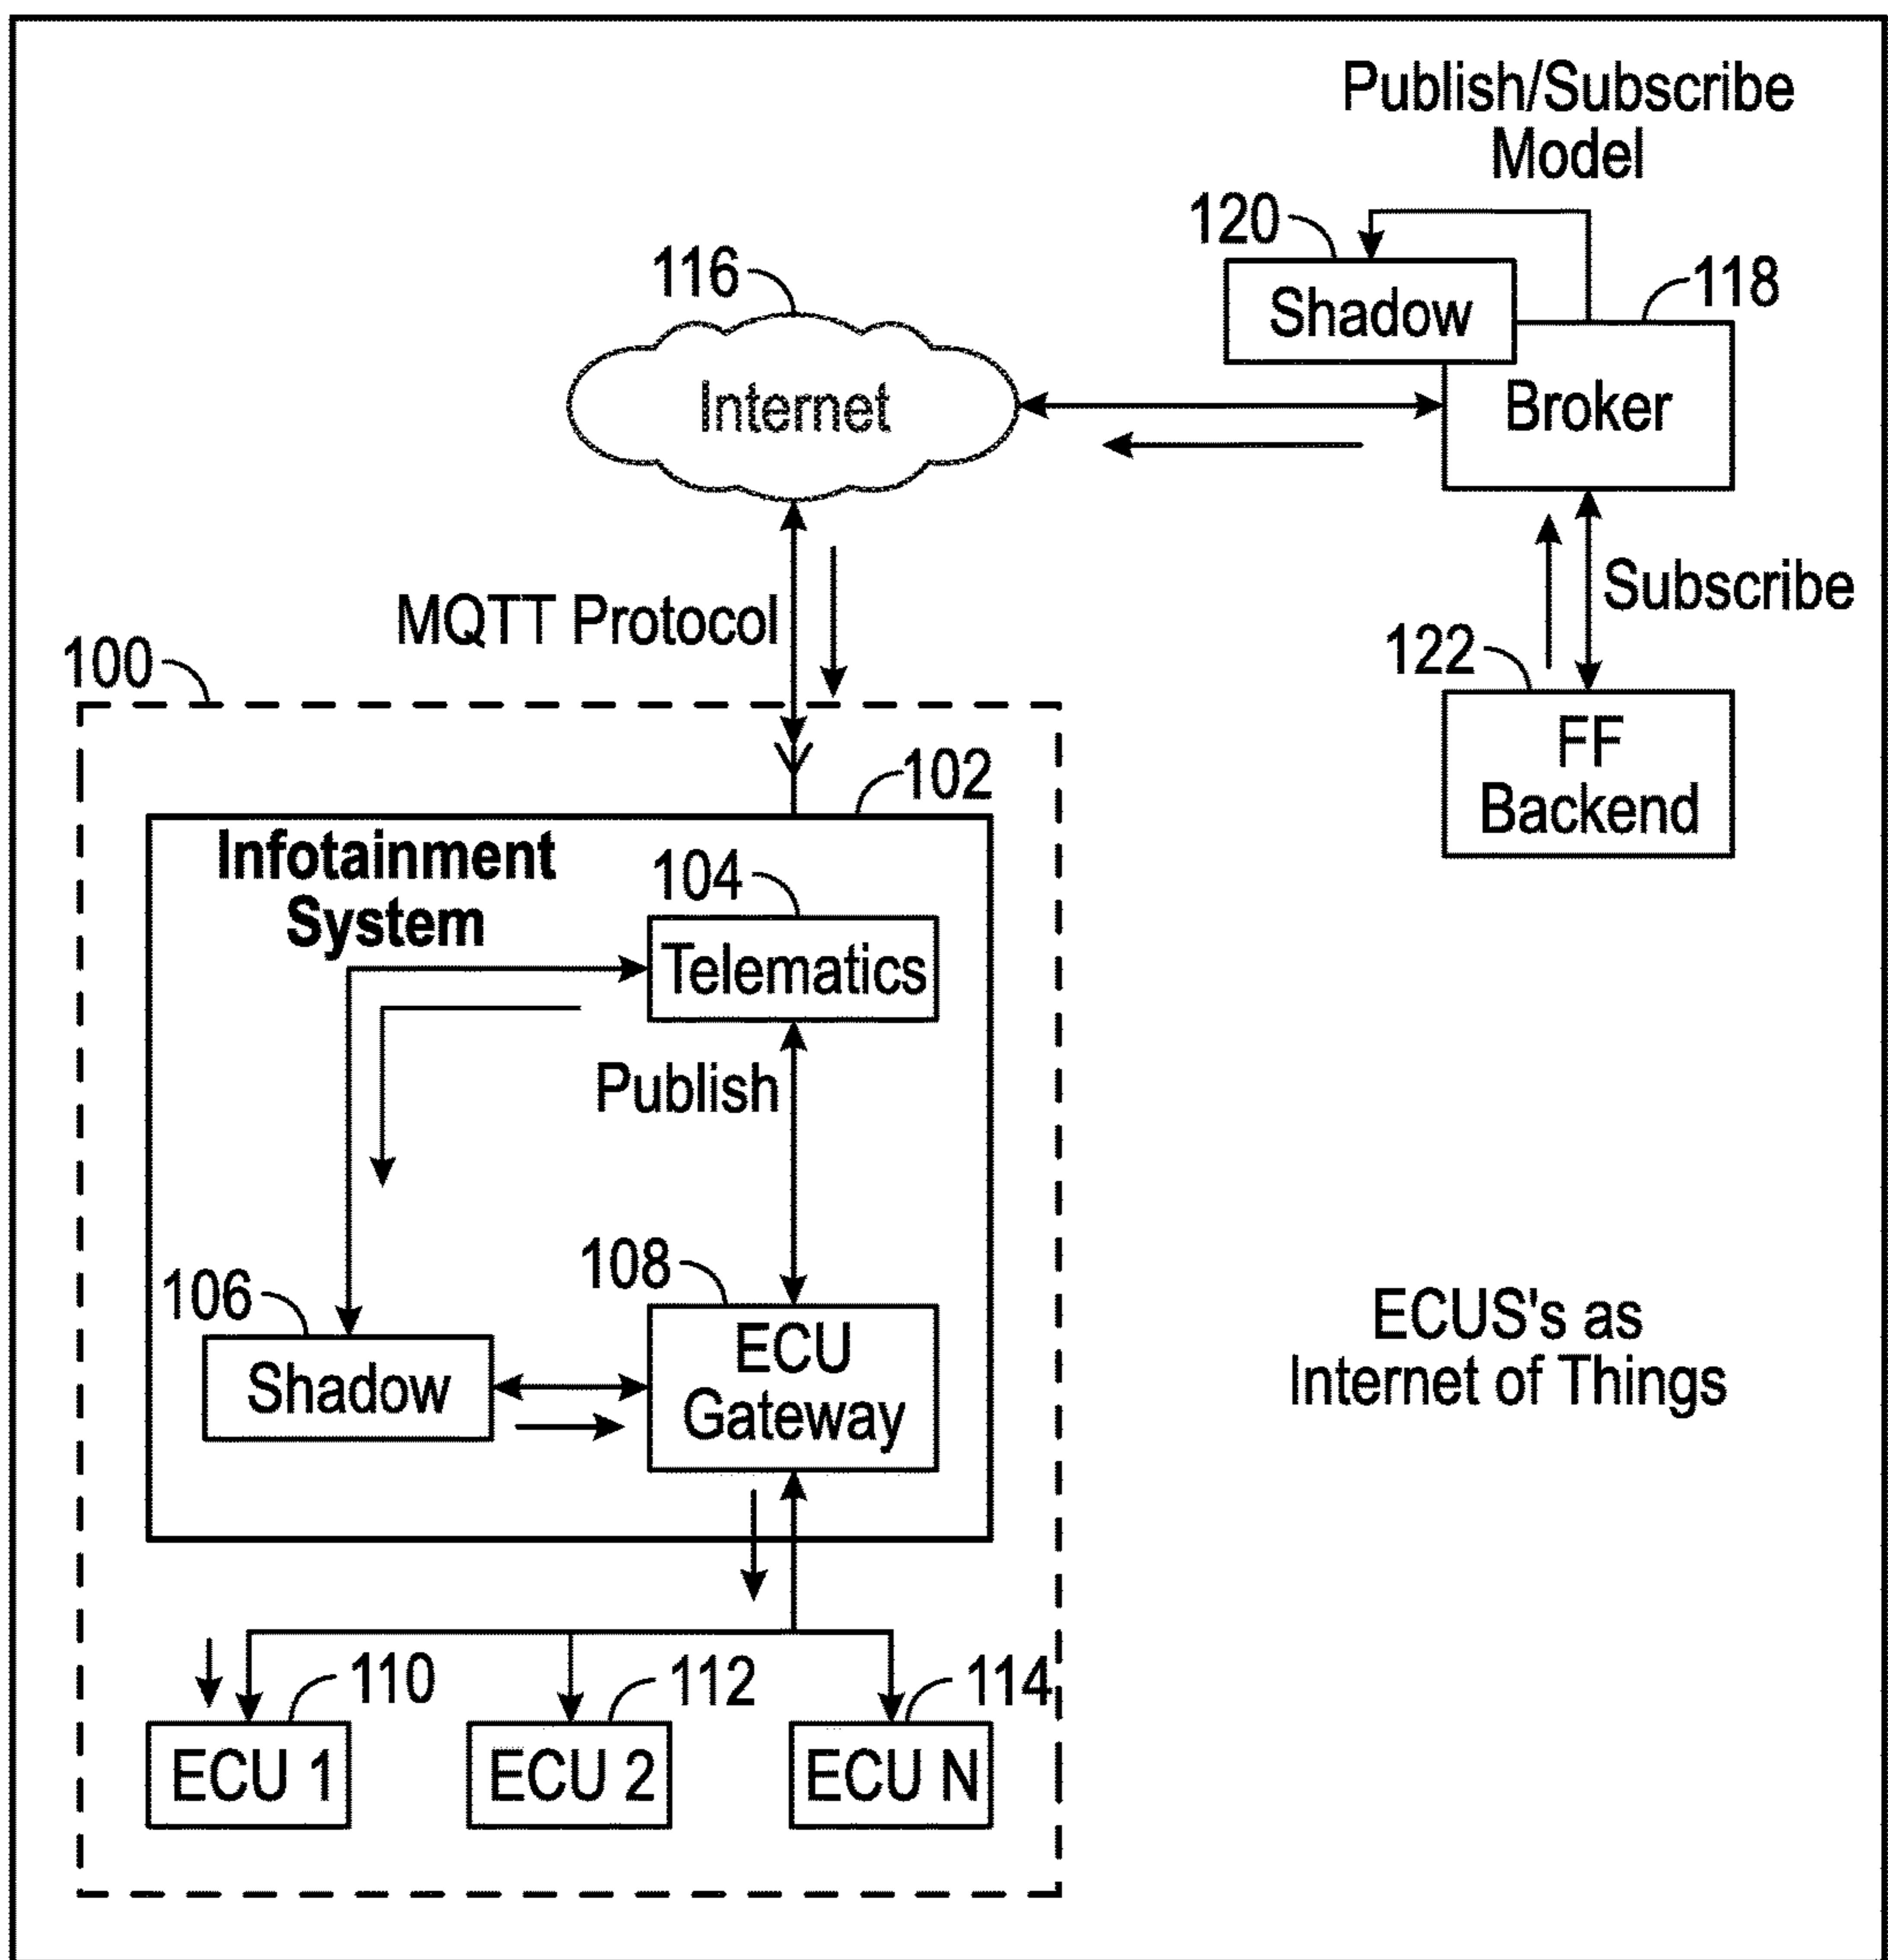 Publish/Subscribe
Model
120
116
118
Shadow
Internet
Broker
MQTT Protocol
Subscribe
100
122
FF
Backend
102
Infotainment
System
104
Telematics
Publish
108
106
ECU
Gateway
Shadow
ECUS's as
Internet of Things
110
112
114
ECU 1
ECU 2
ECU N